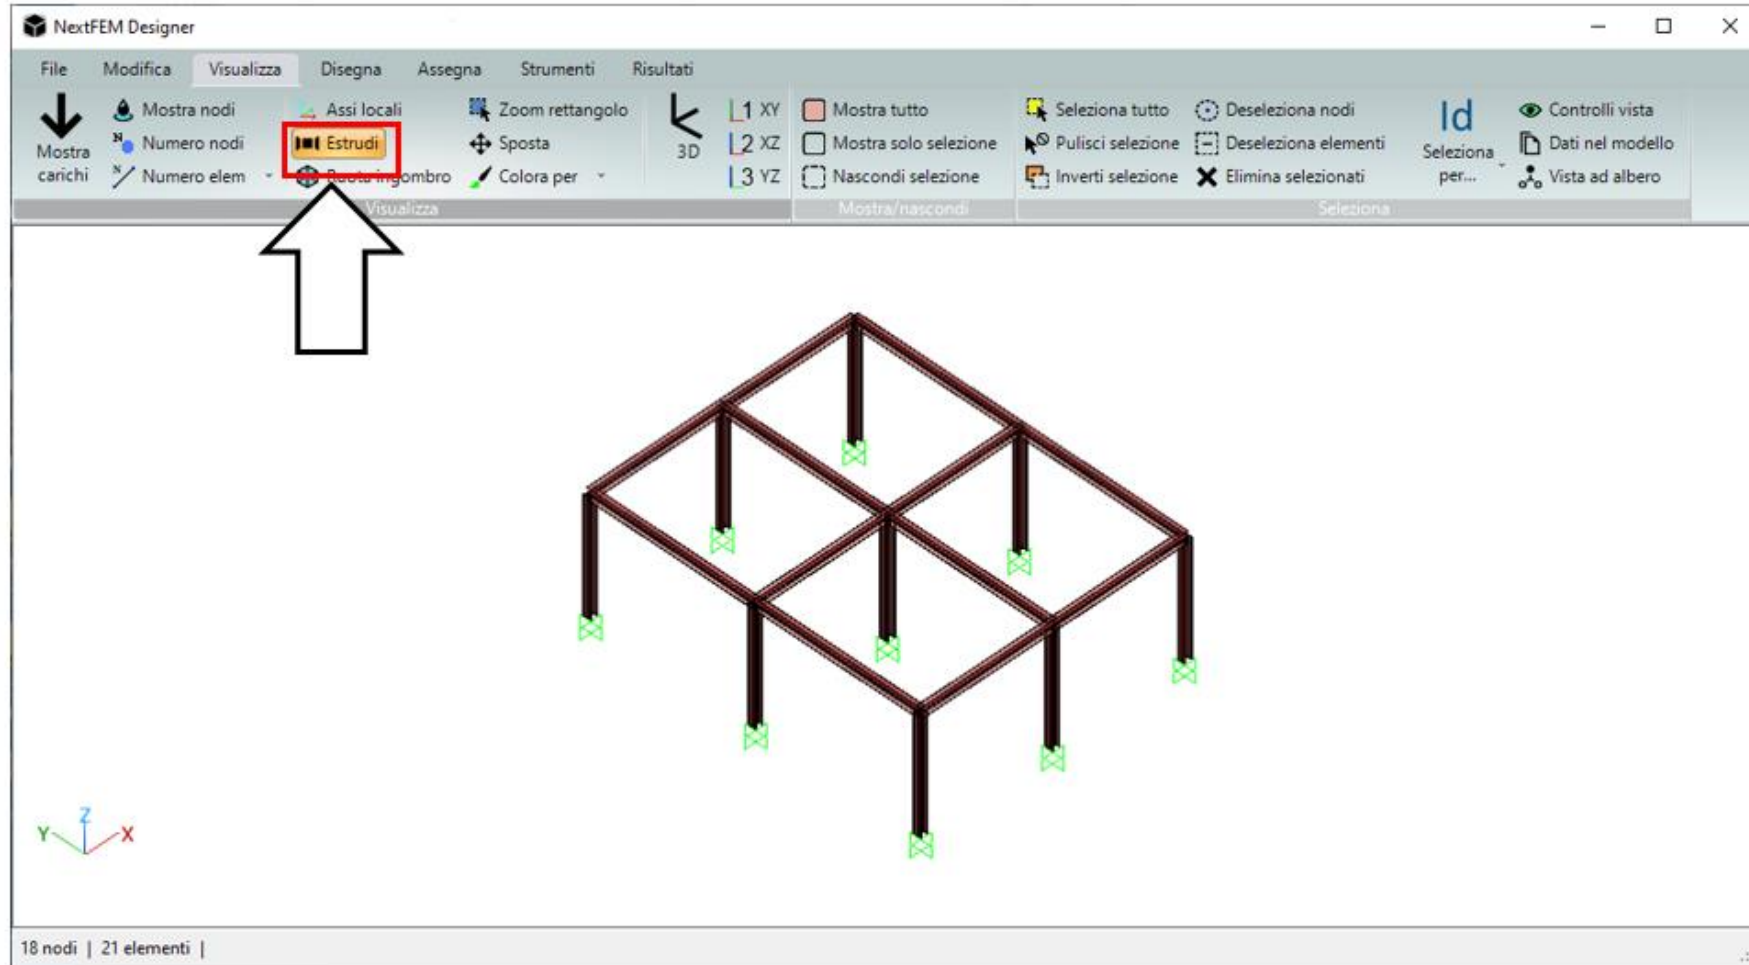 NextFEM Designer
File Modifica Visualizza Disegna Assegna Strumenti Risultati
Mostra carichi
Mostra nodi
Numero nodi
Numero elem
Assi locali
Estrudi
Ruota ingombro
Zoom rettangolo
Sposta
Colora per
3D
1 XY
2 XZ
3 YZ
Visualizza
Mostra tutto
Mostra solo selezione
Nascondi selezione
Mostra/nascondi
Seleziona tutto
Pulisci selezione
Inverti selezione
Deseleziona nodi
Deseleziona elementi
Elimina selezionati
Id
Seleziona per...
Controlli vista
Dati nel modello
Vista ad albero
Seleziona
Z
Y X
18 nodi | 21 elementi |